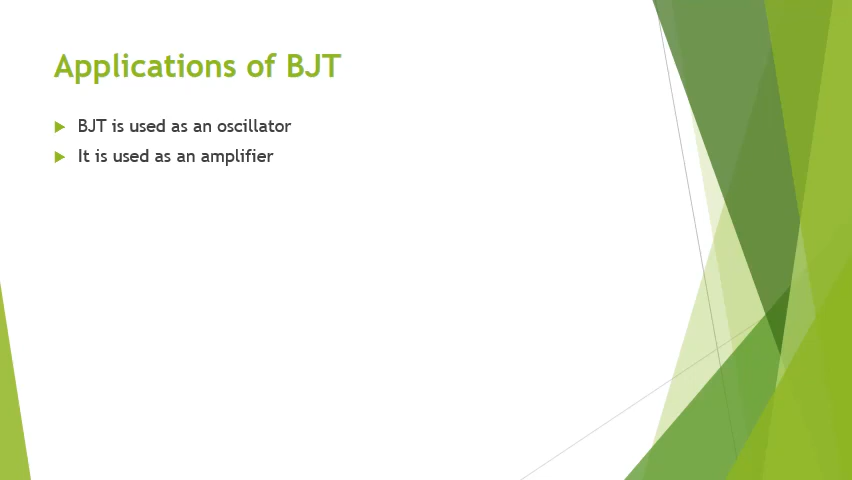 Applications of BJT
BJT is used as an oscillator
It is used as an amplifier